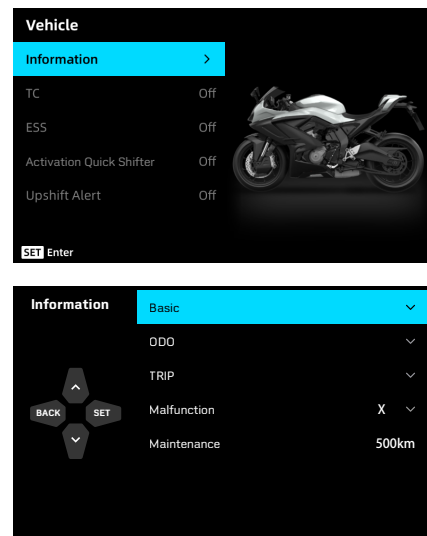 Vehicle
Information
TC Off
ESS Off
Activation Quick Shifter Off
Upshift Alert Off
SET Enter
Information
Basic
ODO
TRIP
BACK SET
Malfunction X
Maintenance 500km